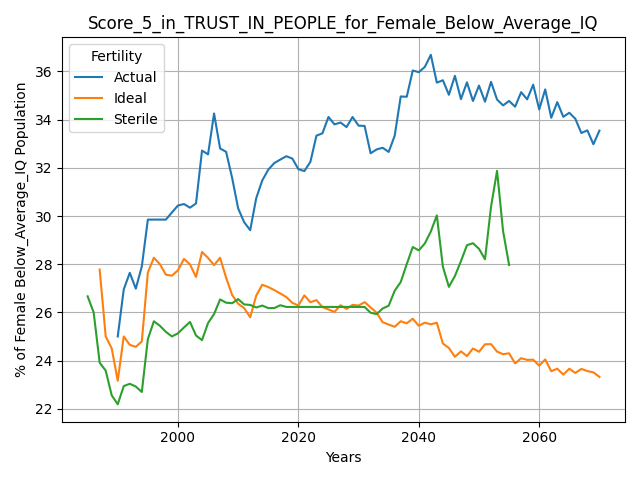 Score_5_in_TRUST_IN_PEOPLE_for_Female_Below_Average_IQ
Fertility
Actual
Ideal
Sterile
% of Female Below_Average_IQ Population
36
34
32
30
28
26
24
22
2000
2020
2040
2060
Years